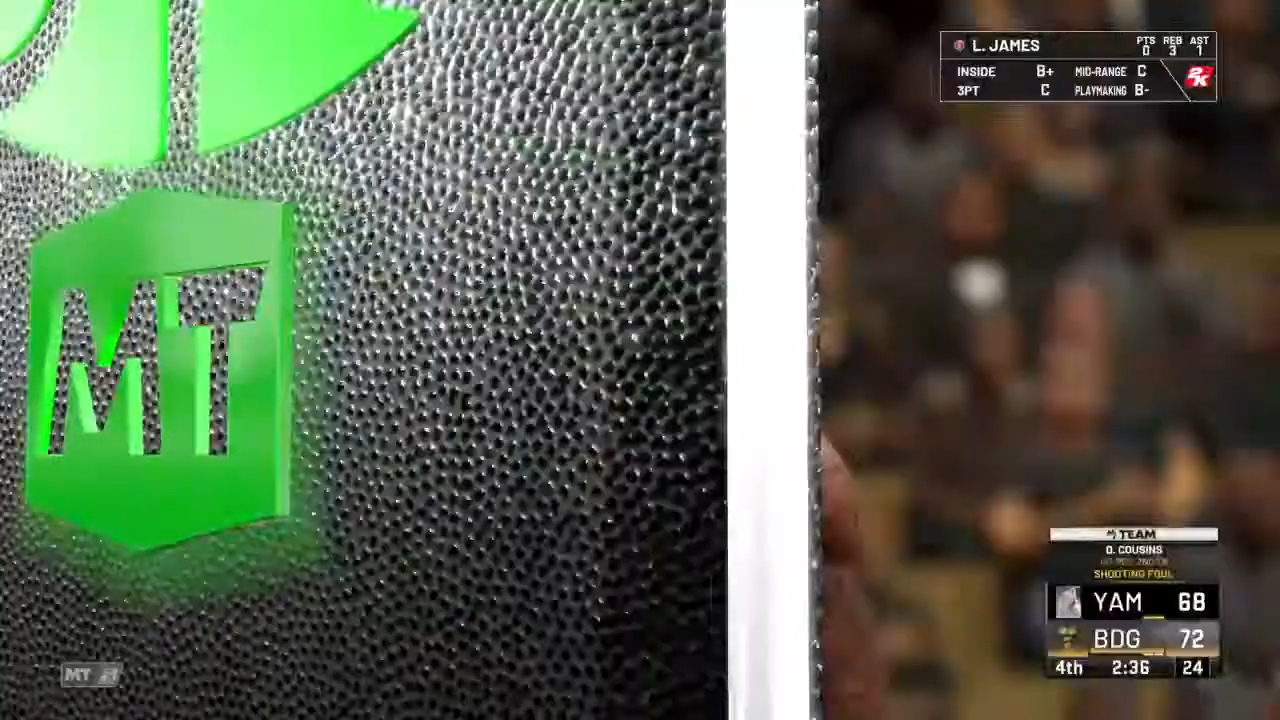 L. JAMES
PTS REB AST
0 3 1
INSIDE B+ MID-RANGE C
3PT C PLAYMAKING B-
2K
MT
TEAM
D. COUSINS
SHOOTING FOUL
YAM 68
BDG 72
4th 2:36 24
MT